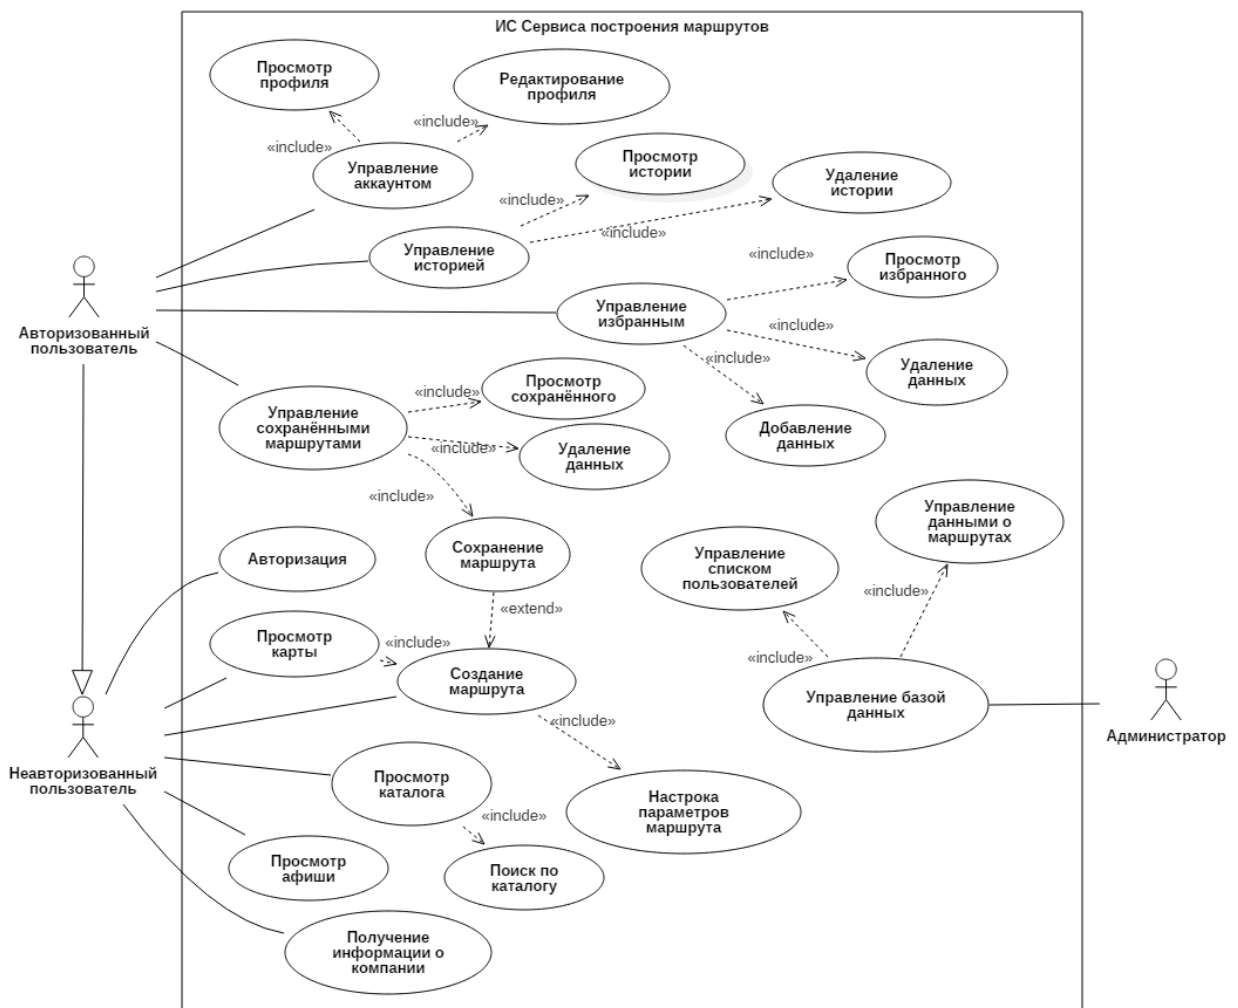 ИС Сервиса построения маршрутов
Просмотр
профиля
Редактирование
профиля
«include»
«include»
Управление
аккаунтом
Просмотр
истории
Удаление
истории
«include»
«include»
Управление
историей
«include»
Просмотр
избранного
Управление
избранным
«include»
«include»
Удаление
данных
Добавление
данных
Авторизованный
пользователь
Просмотр
сохранённого
«include»
Управление
сохранёнными
маршрутами
«include»
Удаление
данных
«include»
Сохранение
маршрута
Авторизация
Управление
данными о
маршрутах
Управление
списком
пользователей
«include»
«extend»
Просмотр
карты
«include»
Создание
маршрута
«include»
Управление базой
данных
Администратор
«include»
Неавторизованный
пользователь
Просмотр
каталога
Настрока
параметров
маршрута
«include»
Просмотр
афиши
Поиск по
каталогу
Получение
информации о
компании